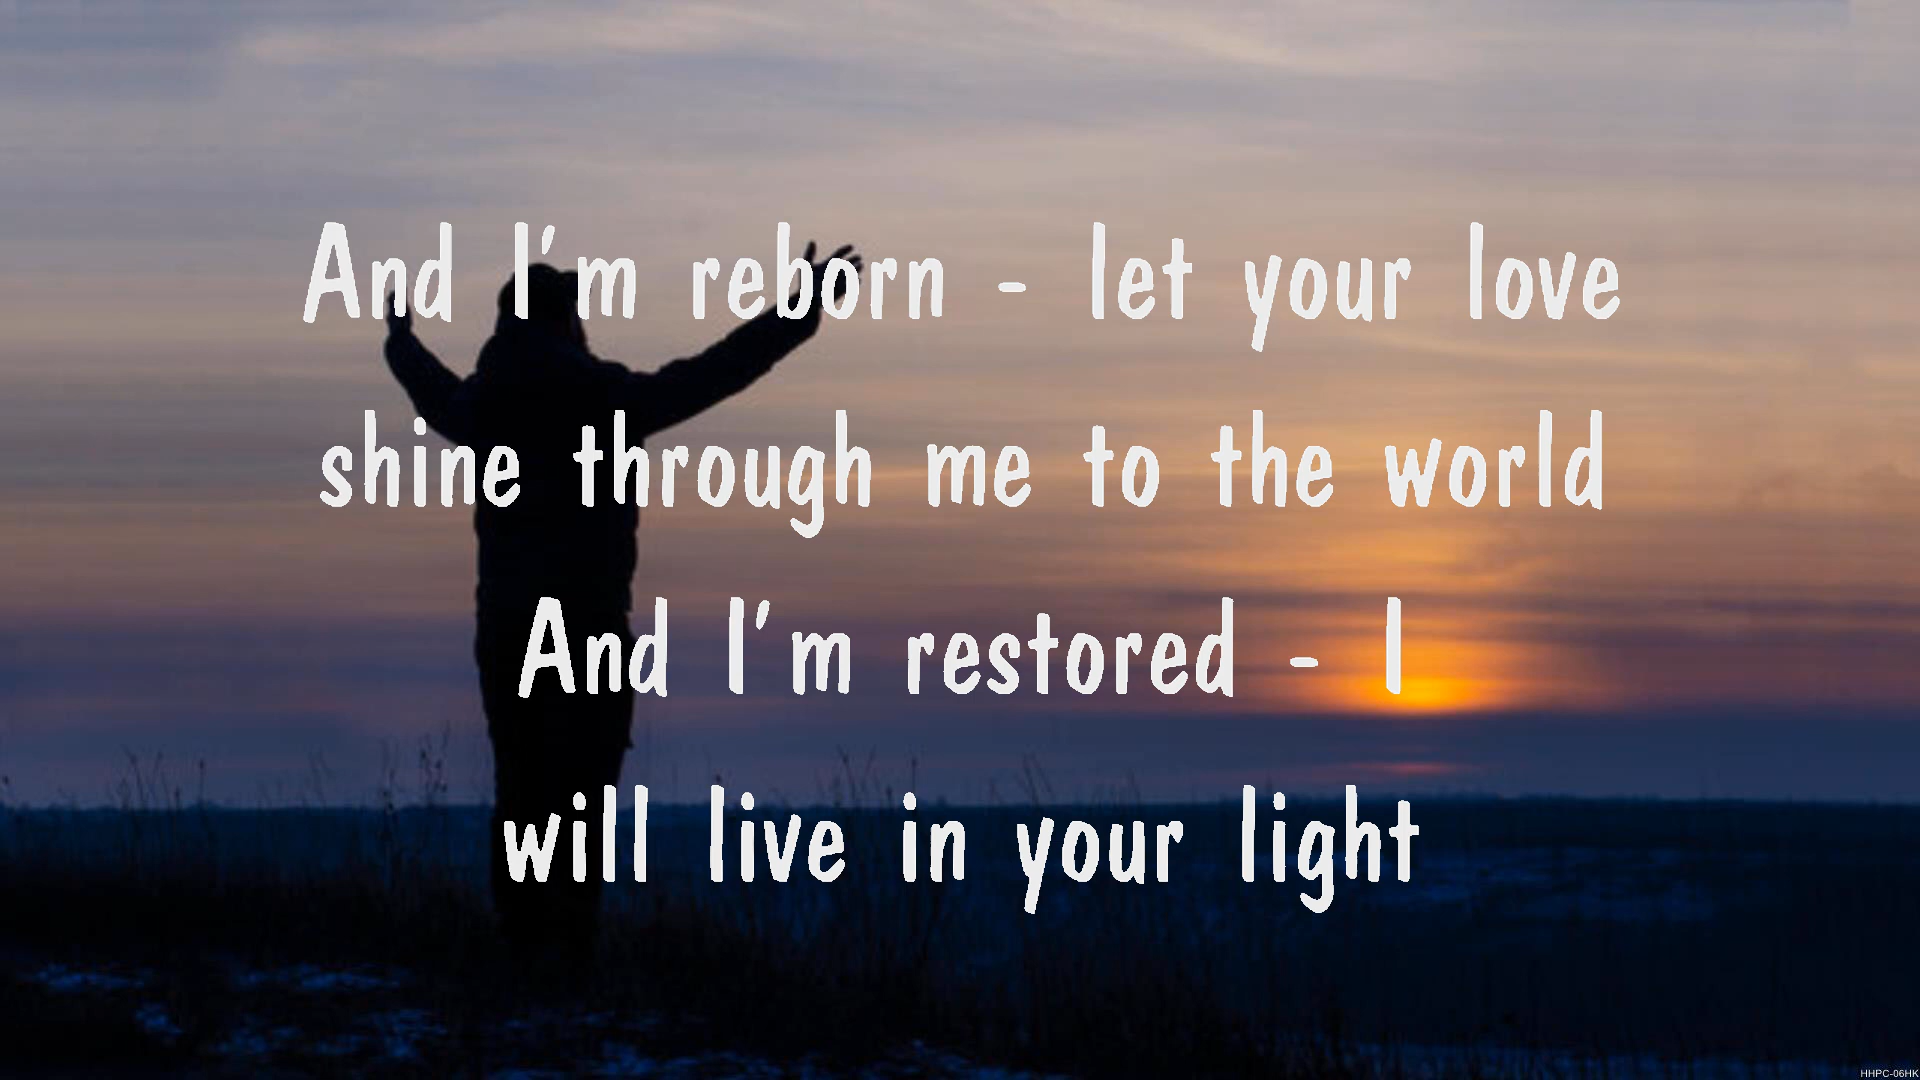 And I'm reborn - let your love
shine through me to the world
And I'm restored - I
will live in your light
HHPC-06HK